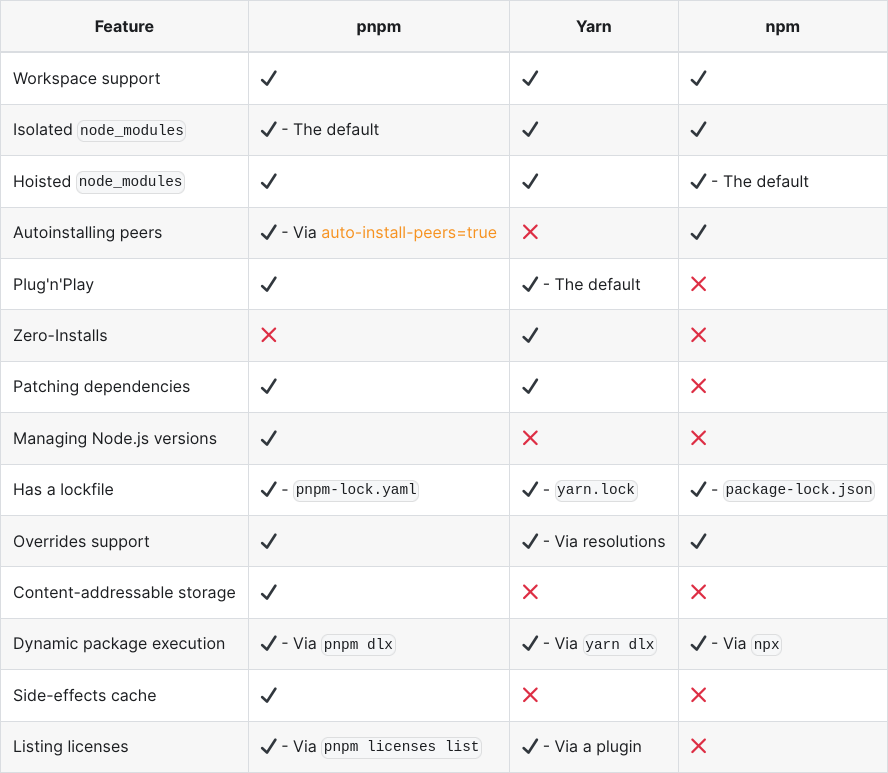 Feature pnpm Yarn npm
Workspace support ✔ ✔ ✔
Isolated node_modules ✔ - The default ✔ ✔
Hoisted node_modules ✔ ✔ ✔ - The default
Autoinstalling peers ✔ - Via auto-install-peers=true ❌ ✔
Plug'n'Play ✔ ✔ - The default ❌
Zero-Installs ❌ ✔ ❌
Patching dependencies ✔ ✔ ❌
Managing Node.js versions ✔ ❌ ❌
Has a lockfile ✔ - pnpm-lock.yaml ✔ - yarn.lock ✔ - package-lock.json
Overrides support ✔ ✔ - Via resolutions ✔
Content-addressable storage ✔ ❌ ❌
Dynamic package execution ✔ - Via pnpm dlx ✔ - Via yarn dlx ✔ - Via npx
Side-effects cache ✔ ❌ ❌
Listing licenses ✔ - Via pnpm licenses list ✔ - Via a plugin ❌